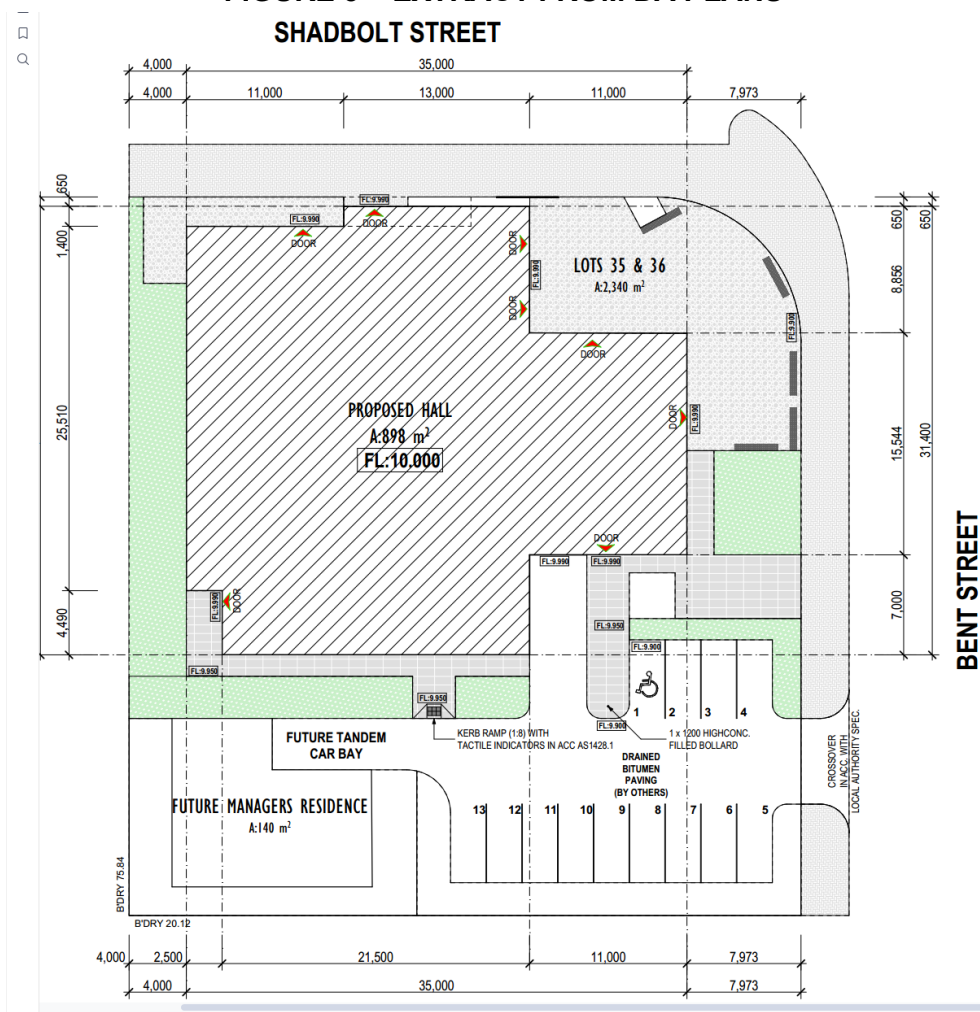 SHADBOLT STREET
4,000
35,000
4,000
11,000
13,000
11,000
7,973
650
1,400
25,510
4,490
650
650
8,856
15,544
31,400
7,000
BENT STREET
FL:9.990
FL:9.990
DOOR
DOOR
DOOR
FL:9.990
DOOR
LOTS 35 & 36
A:2,340 m²
FL:9.900
DOOR
PROPOSED HALL
A:898 m²
FL:10.000
DOOR
FL:9.990
DOOR
FL:9.990
FL:9.990
FL:9.990
DOOR
FL:9.950
FL:9.950
FL:9.900
FL:9.950
1
2
3
4
FL:9.900
KERB RAMP (1:8) WITH
TACTILE INDICATORS IN ACC AS1428.1
1 x 1200 HIGHCONC.
FILLED BOLLARD
FUTURE TANDEM
CAR BAY
DRAINED
BITUMEN
PAVING
(BY OTHERS)
CROSSOVER
IN ACC. WITH
LOCAL AUTHORITY SPEC.
FUTURE MANAGERS RESIDENCE
A:140 m²
13
12
11
10
9
8
7
6
5
B'DRY 75.84
B'DRY 20.12
4,000
2,500
21,500
11,000
7,973
4,000
35,000
7,973